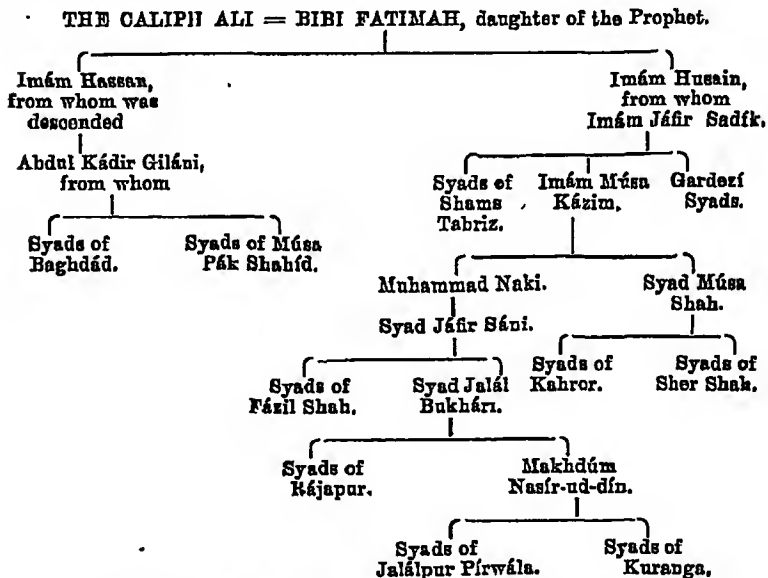 THE CALIPH ALI = BIBI FATIMAH, daughter of the Prophet.
Imám Hassan,
from whom was
descended
Imám Husain,
from whom
Imám Jáfir Sadík.
Abdul Kádir Giláni,
from whom
Syads of
Shams
Tabriz.
Imám Músa
Kázim.
Gardezí
Syads.
Syads of
Baghdád.
Syads of Músa
Pák Shahíd.
Muhammad Naki.
Syad Músa
Shah.
Syad Jáfir Sáni.
Syads of
Fázil Shah.
Syad Jalál
Bukhári.
Syads of
Kahror.
Syads of
Sher Shah.
Syads of
Rájapur.
Makhdúm
Nasír-ud-dín.
Syads of
Jalálpur Pírwála.
Syads of
Kuranga.